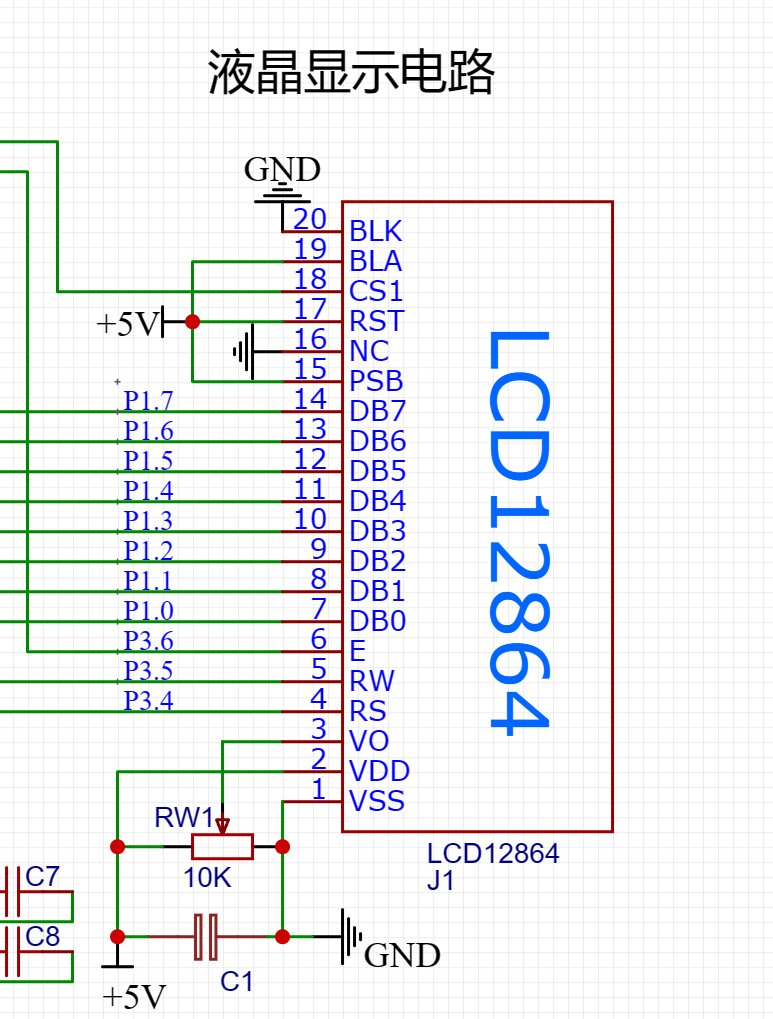 液晶显示电路
GND
20 BLK
19 BLA
18 CS1
+5V 17 RST
16 NC
15 PSB
P1.7 14 DB7
P1.6 13 DB6
P1.5 12 DB5
P1.4 11 DB4
P1.3 10 DB3
P1.2 9 DB2
P1.1 8 DB1
P1.0 7 DB0
P3.6 6 E
P3.5 5 RW
P3.4 4 RS
3 VO
2 VDD
1 VSS
LCD12864
RW1
10K
LCD12864
J1
C7
C8
GND
C1
+5V